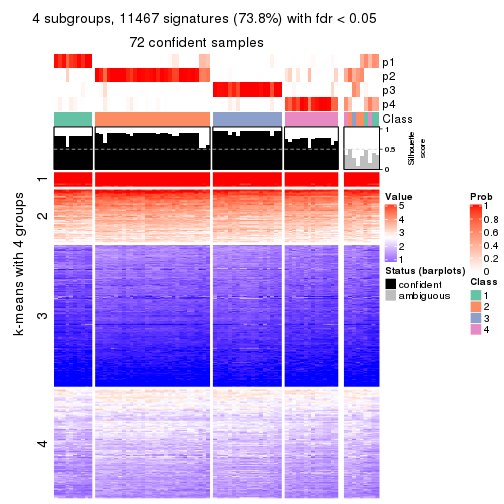 4 subgroups, 11467 signatures (73.8%) with fdr < 0.05
72 confident samples
p1
p2
p3
p4
Class
1
0.5
0
Silhouette
score
k-means with 4 groups
1
2
3
4
Value
5
4
3
2
1
Status (barplots)
confident
ambiguous
Prob
1
0.8
0.6
0.4
0.2
0
Class
1
2
3
4